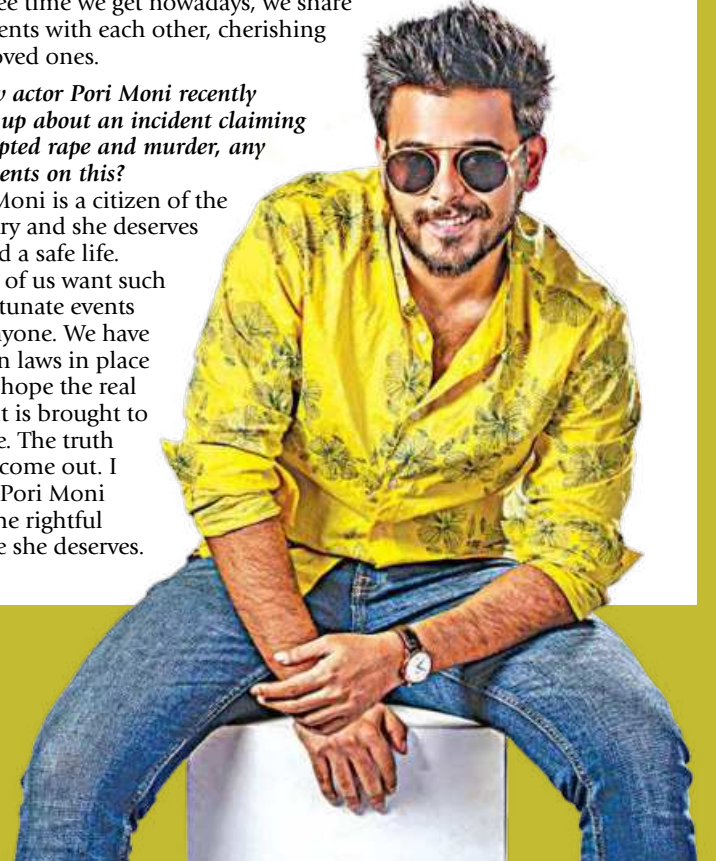 ee time we get nowadays, we share
ents with each other, cherishing
oved ones.
y actor Pori Moni recently
up about an incident claiming
pted rape and murder, any
ents on this?
Moni is a citizen of the
ry and she deserves
d a safe life.
of us want such
tunate events
nyone. We have
n laws in place
hope the real
t is brought to
e. The truth
come out. I
Pori Moni
he rightful
e she deserves.